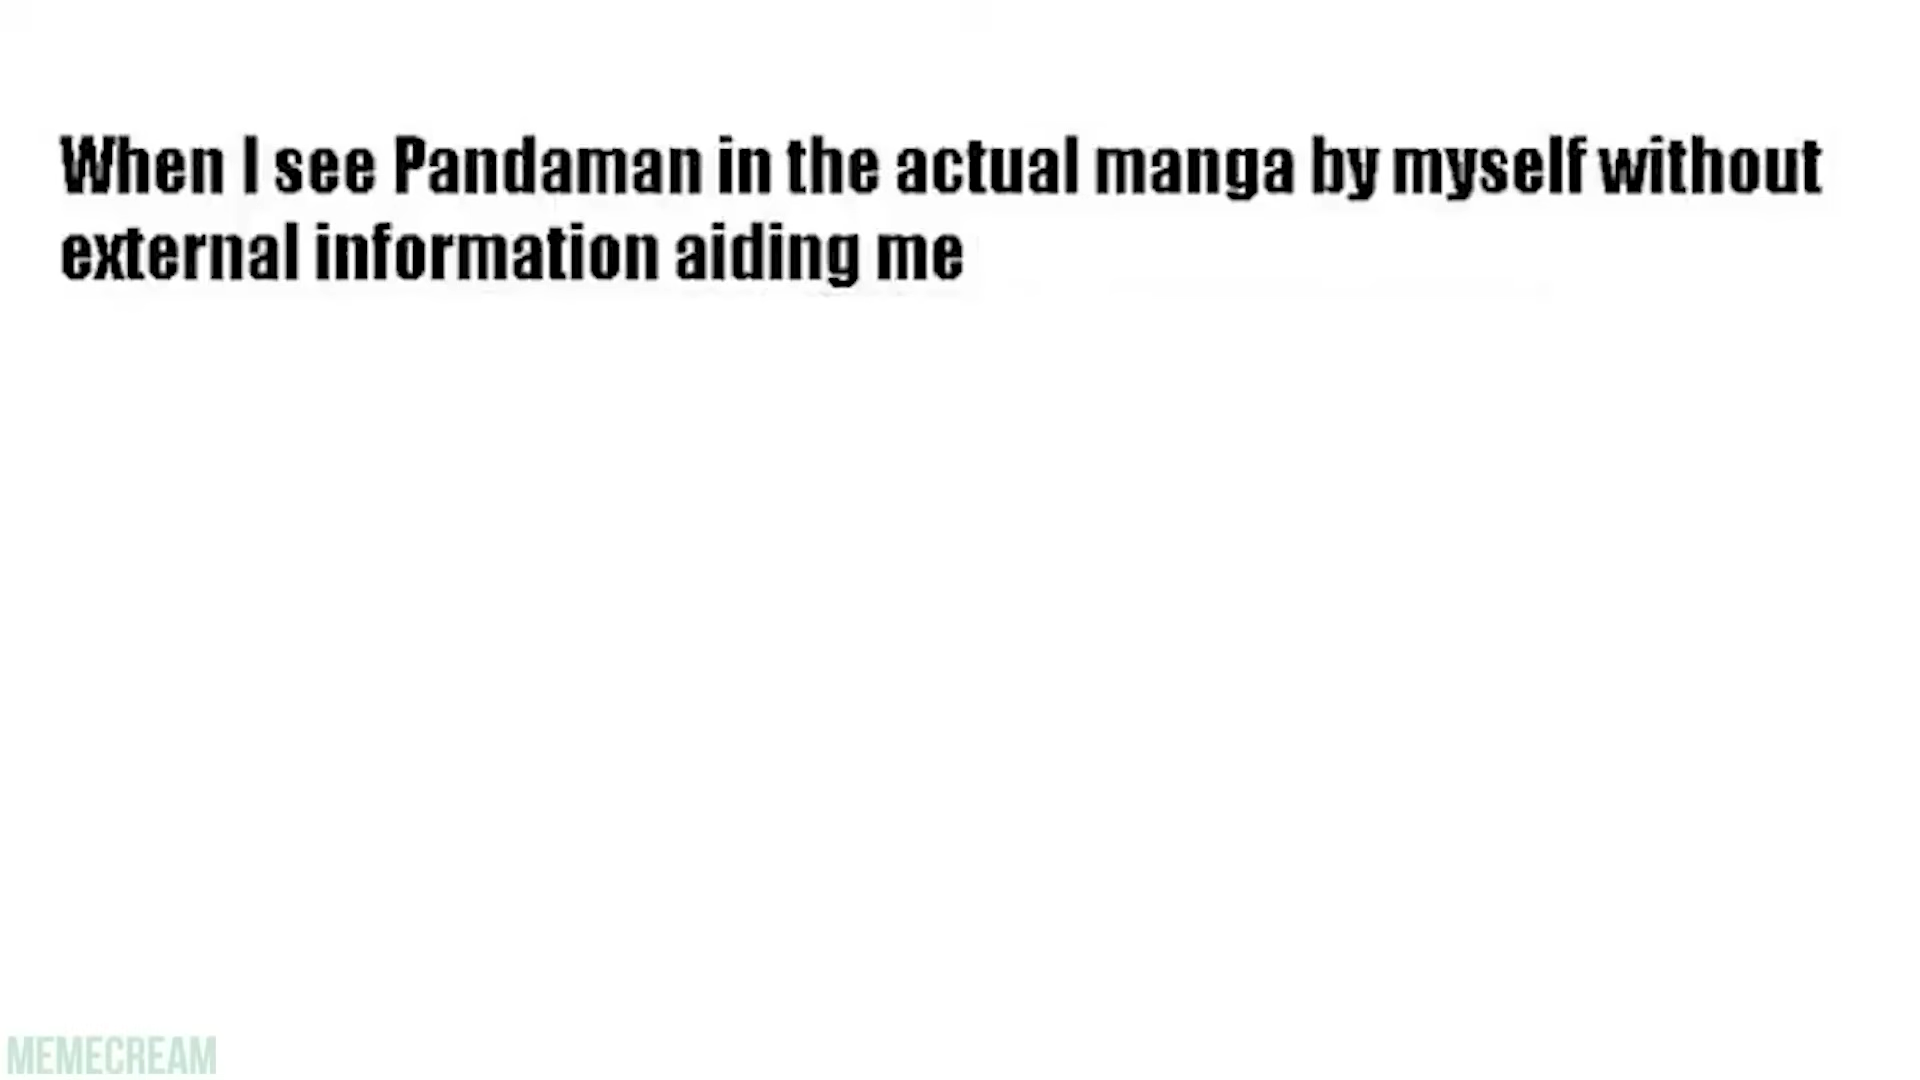 When I see Pandaman in the actual manga by myself without
external information aiding me
MEMECREAM